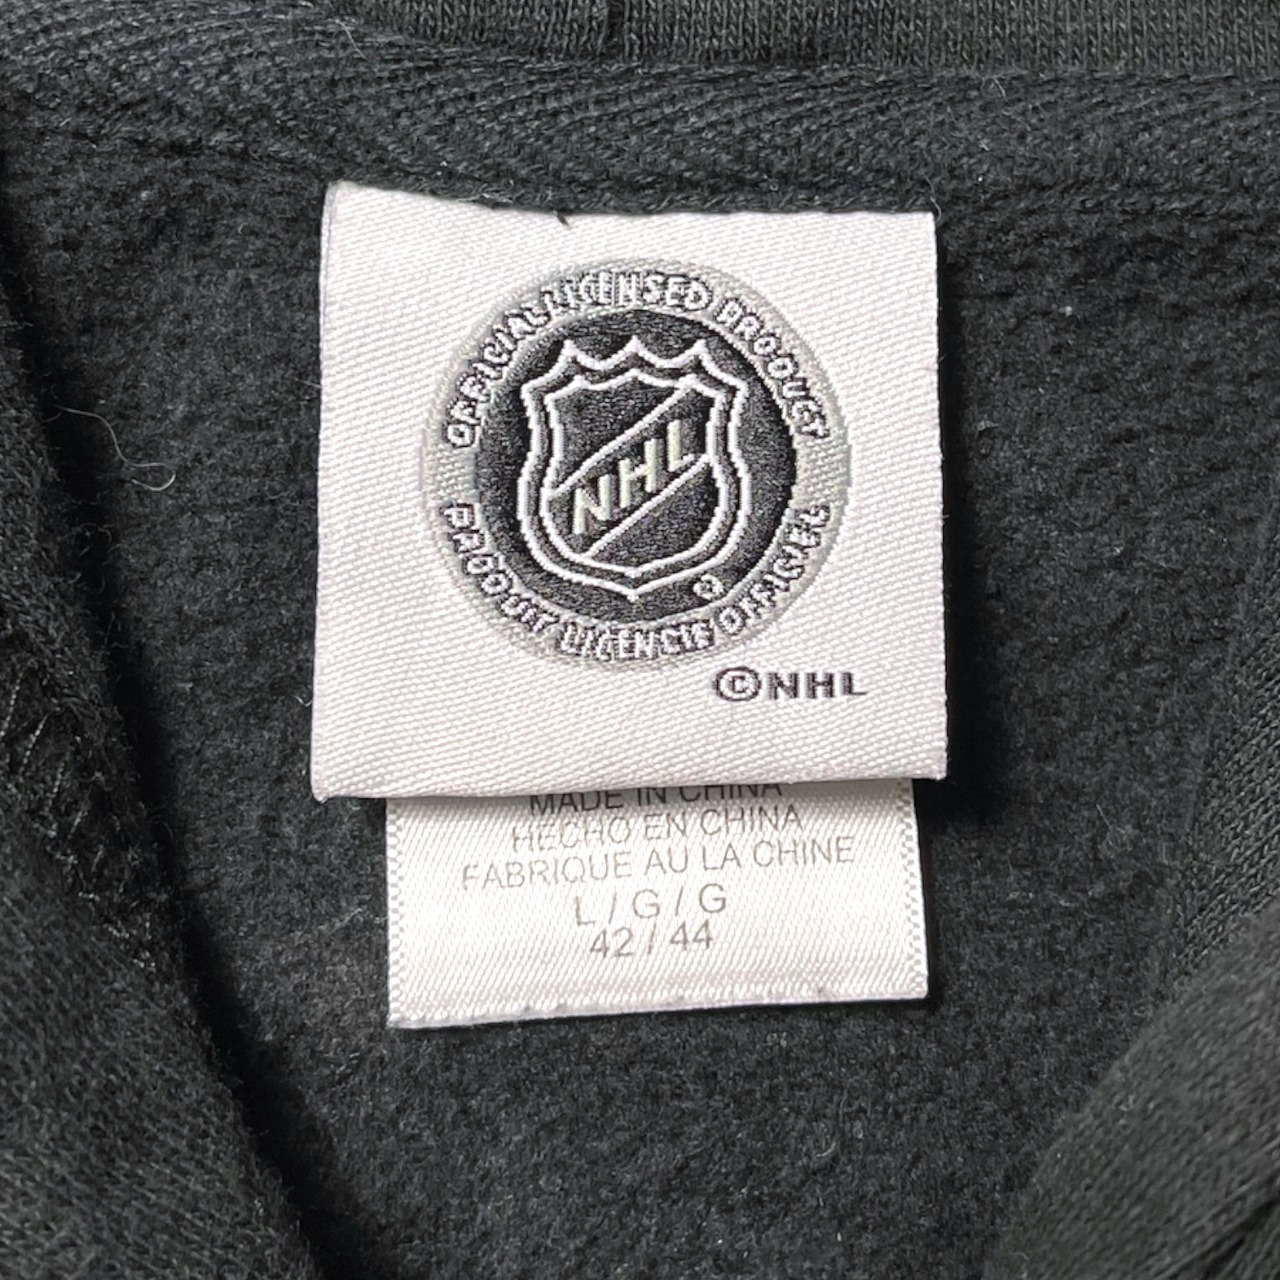 OFFICIAL LICENSED PRODUCT
NHL
®
PRODUIT LICENCIÉ OFFICIEL
©NHL
MADE IN CHINA
HECHO EN CHINA
FABRIQUE AU LA CHINE
L / G / G
42 / 44